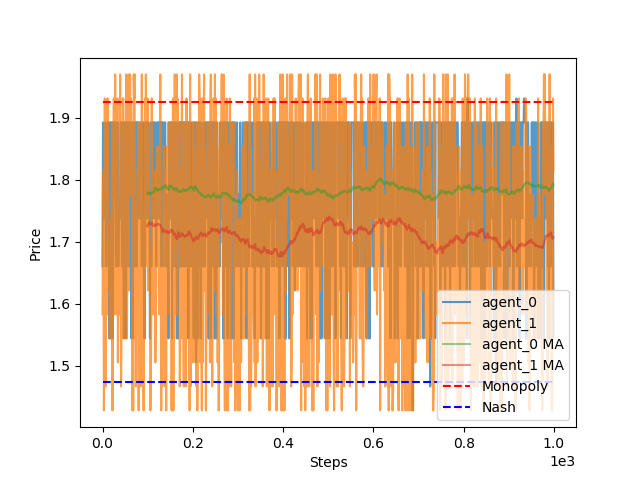 1.9
1.8
1.7
1.6
1.5
Price
0.0 0.2 0.4 0.6 0.8 1.0
Steps
1e3
agent_0
agent_1
agent_0 MA
agent_1 MA
Monopoly
Nash